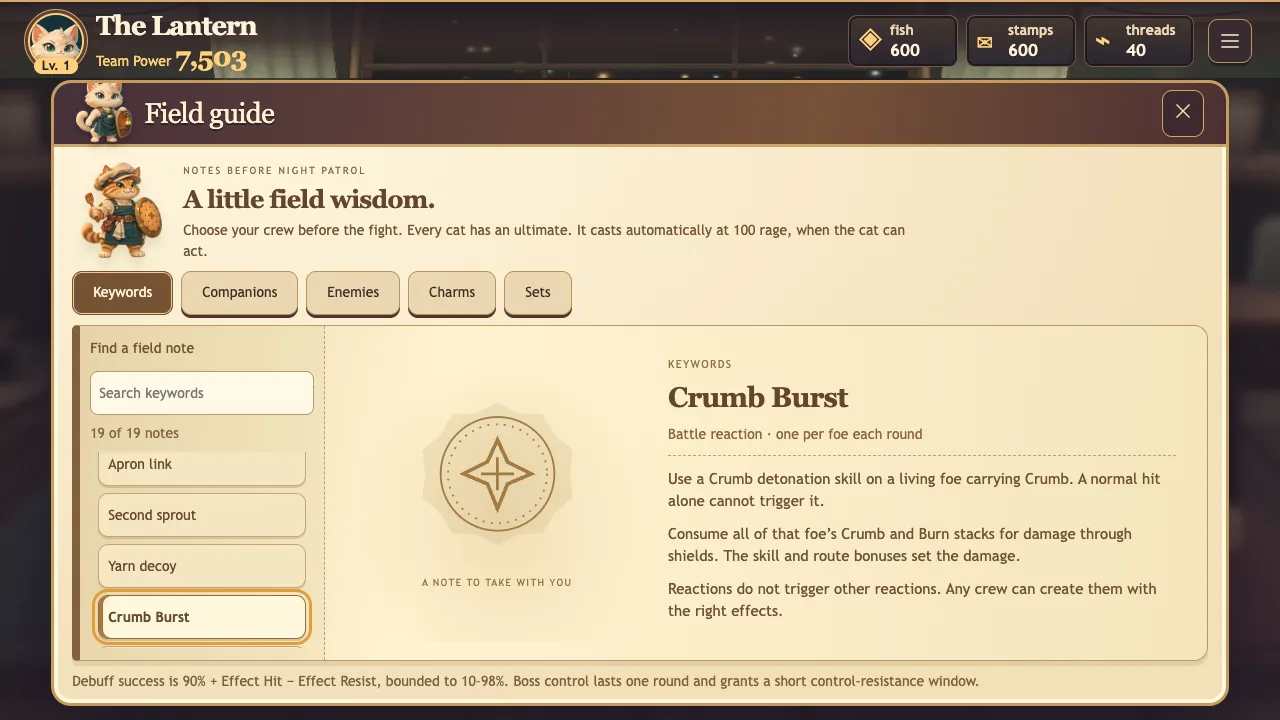 The Lantern
Lv. 1
Team Power 7,503
fish
600
stamps
600
threads
40
Field guide
NOTES BEFORE NIGHT PATROL
A little field wisdom.
Choose your crew before the fight. Every cat has an ultimate. It casts automatically at 100 rage, when the cat can
act.
Keywords
Companions
Enemies
Charms
Sets
Find a field note
Search keywords
19 of 19 notes
Apron link
Second sprout
Yarn decoy
Crumb Burst
A NOTE TO TAKE WITH YOU
KEYWORDS
Crumb Burst
Battle reaction · one per foe each round
Use a Crumb detonation skill on a living foe carrying Crumb. A normal hit
alone cannot trigger it.
Consume all of that foe’s Crumb and Burn stacks for damage through
shields. The skill and route bonuses set the damage.
Reactions do not trigger other reactions. Any crew can create them with
the right effects.
Debuff success is 90% + Effect Hit − Effect Resist, bounded to 10–98%. Boss control lasts one round and grants a short control-resistance window.